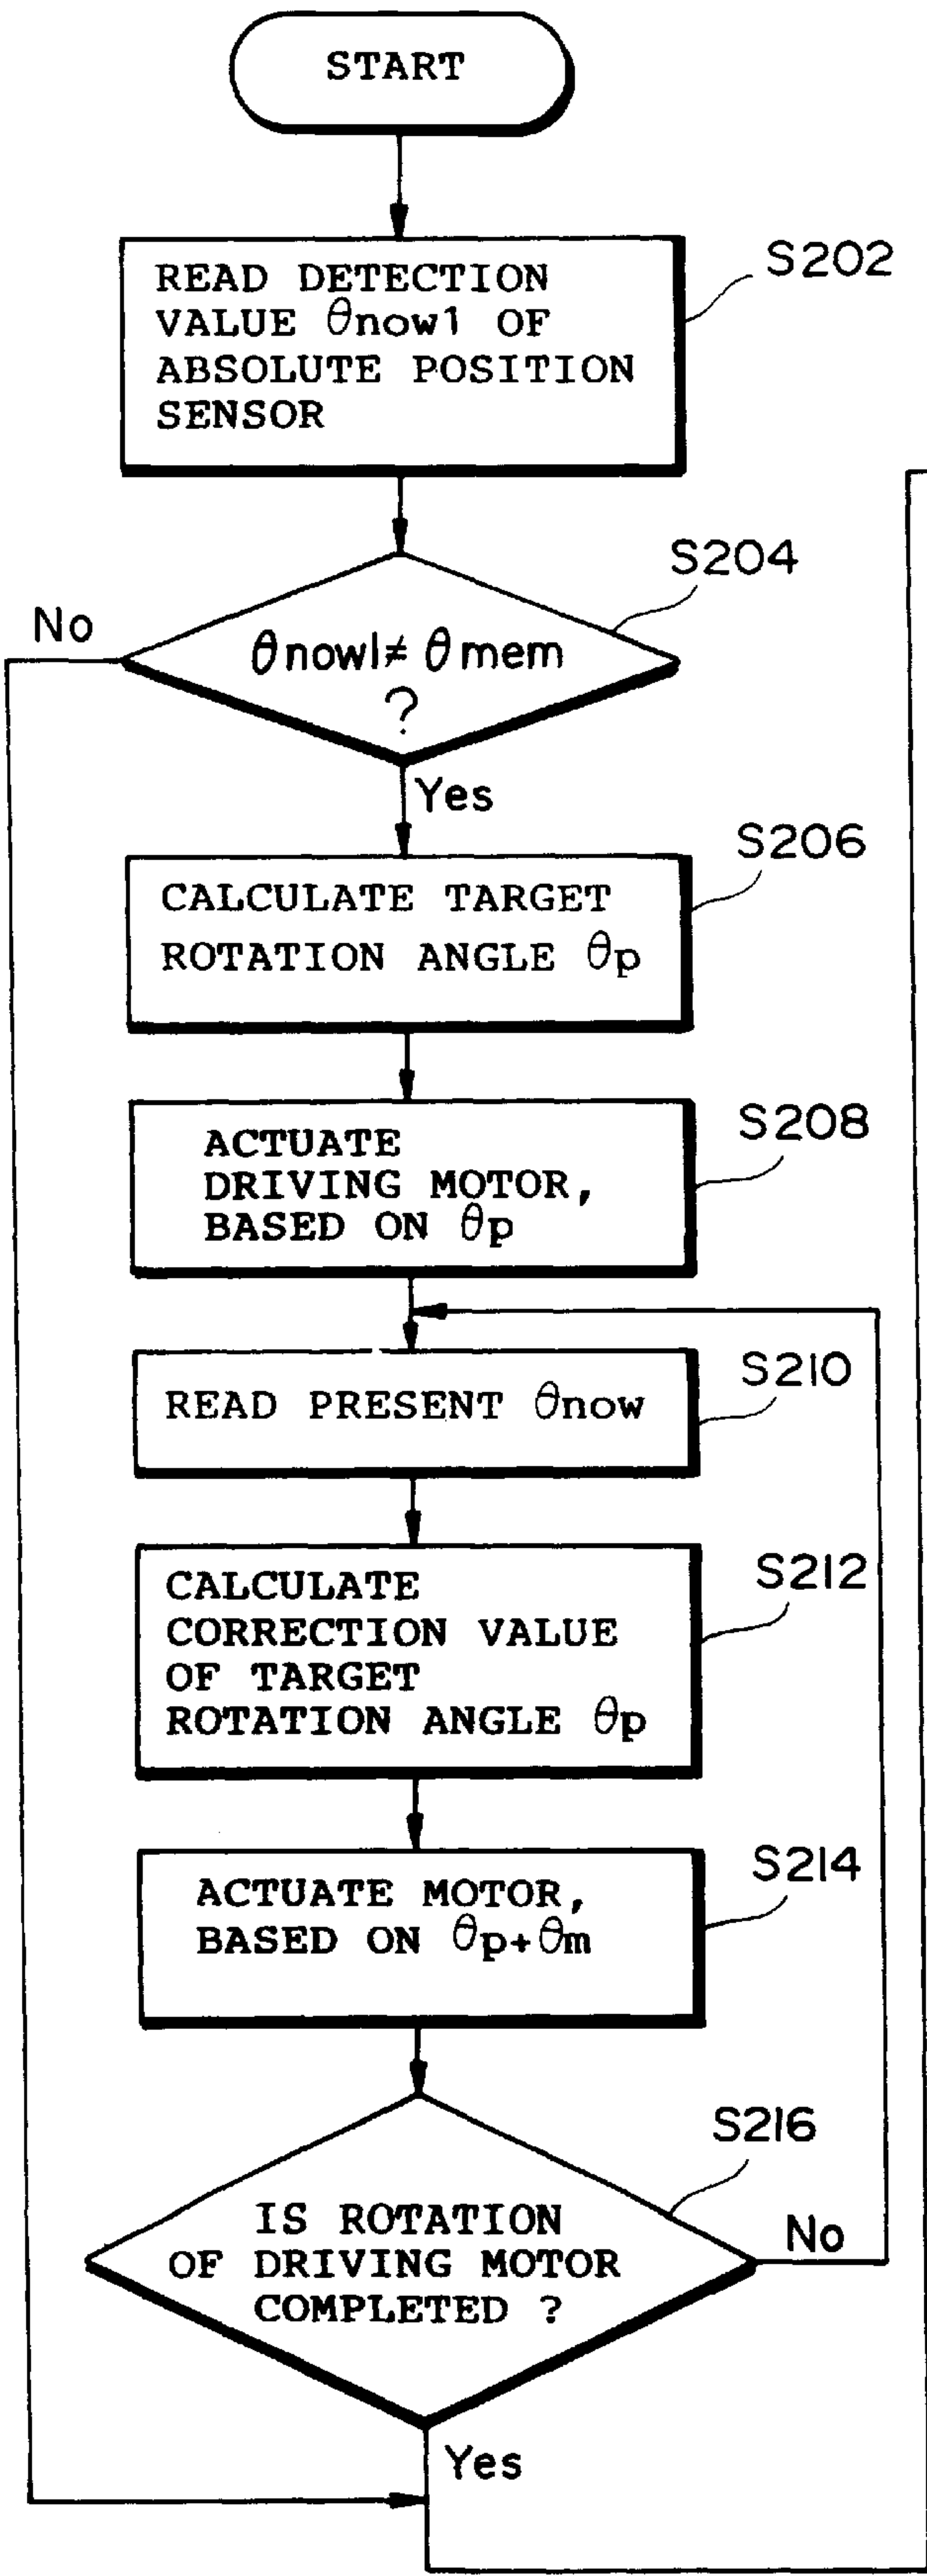 START
READ DETECTION
VALUE θnow1 OF
ABSOLUTE POSITION
SENSOR
S202
S204
No
θnow1≠ θmem
?
Yes
S206
CALCULATE TARGET
ROTATION ANGLE θp
S208
ACTUATE
DRIVING MOTOR,
BASED ON θp
S210
READ PRESENT θnow
S212
CALCULATE
CORRECTION VALUE
OF TARGET
ROTATION ANGLE θp
S214
ACTUATE MOTOR,
BASED ON θp+θm
S216
IS ROTATION
OF DRIVING MOTOR
COMPLETED ?
No
Yes